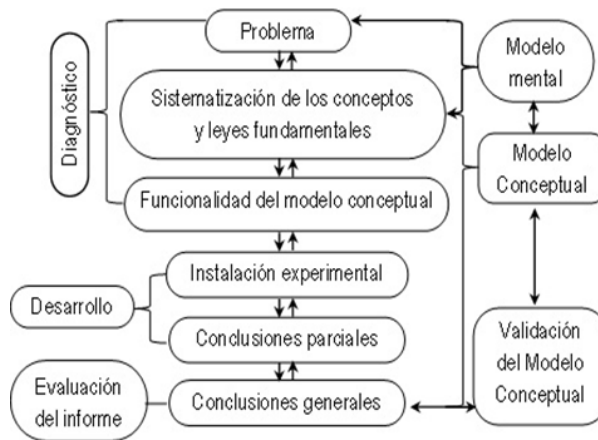 Problema
Modelo
mental
Diagnóstico
Sistematización de los conceptos
y leyes fundamentales
Modelo
Conceptual
Funcionalidad del modelo conceptual
Instalación experimental
Desarrollo
Conclusiones parciales
Validación
del Modelo
Conceptual
Evaluación
del informe
Conclusiones generales